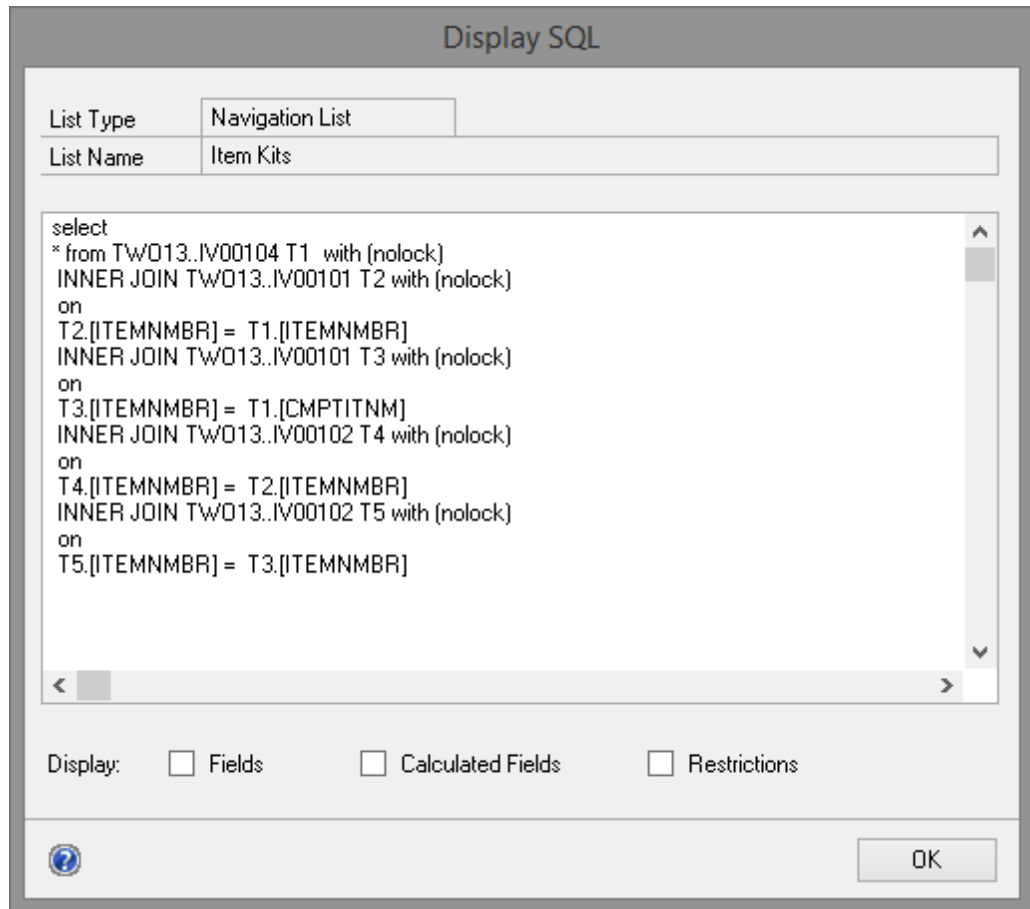 Display SQL
List Type Navigation List
List Name Item Kits
select
* from TWO13..IV00104 T1  with (nolock)
INNER JOIN TWO13..IV00101 T2 with (nolock)
on
T2.[ITEMNMBR] =  T1.[ITEMNMBR]
INNER JOIN TWO13..IV00101 T3 with (nolock)
on
T3.[ITEMNMBR] =  T1.[CMPTITNM]
INNER JOIN TWO13..IV00102 T4 with (nolock)
on
T4.[ITEMNMBR] =  T2.[ITEMNMBR]
INNER JOIN TWO13..IV00102 T5 with (nolock)
on
T5.[ITEMNMBR] =  T3.[ITEMNMBR]
Display: Fields Calculated Fields Restrictions
? OK